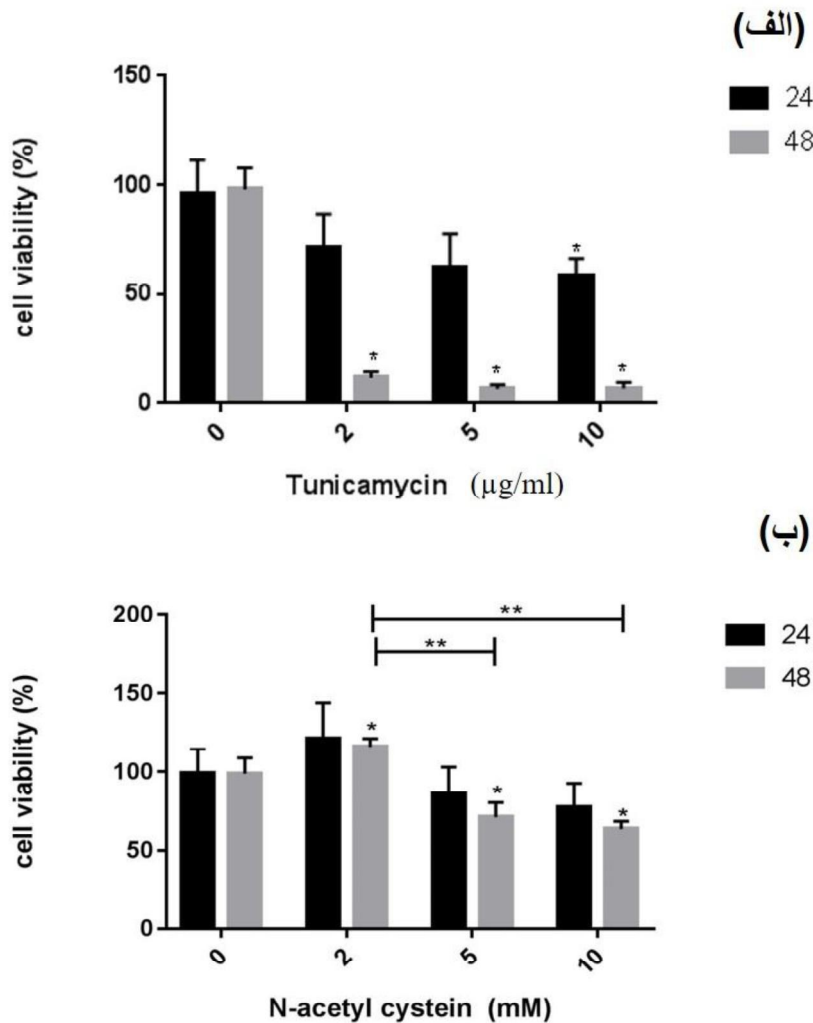 (الف)
24
48
150
100
50
0
cell viability (%)
*
*
*
*
0 2 5 10
Tunicamycin (µg/ml)
(ب)
24
48
200
150
100
50
0
cell viability (%)
**
**
*
*
*
0 2 5 10
N-acetyl cystein (mM)